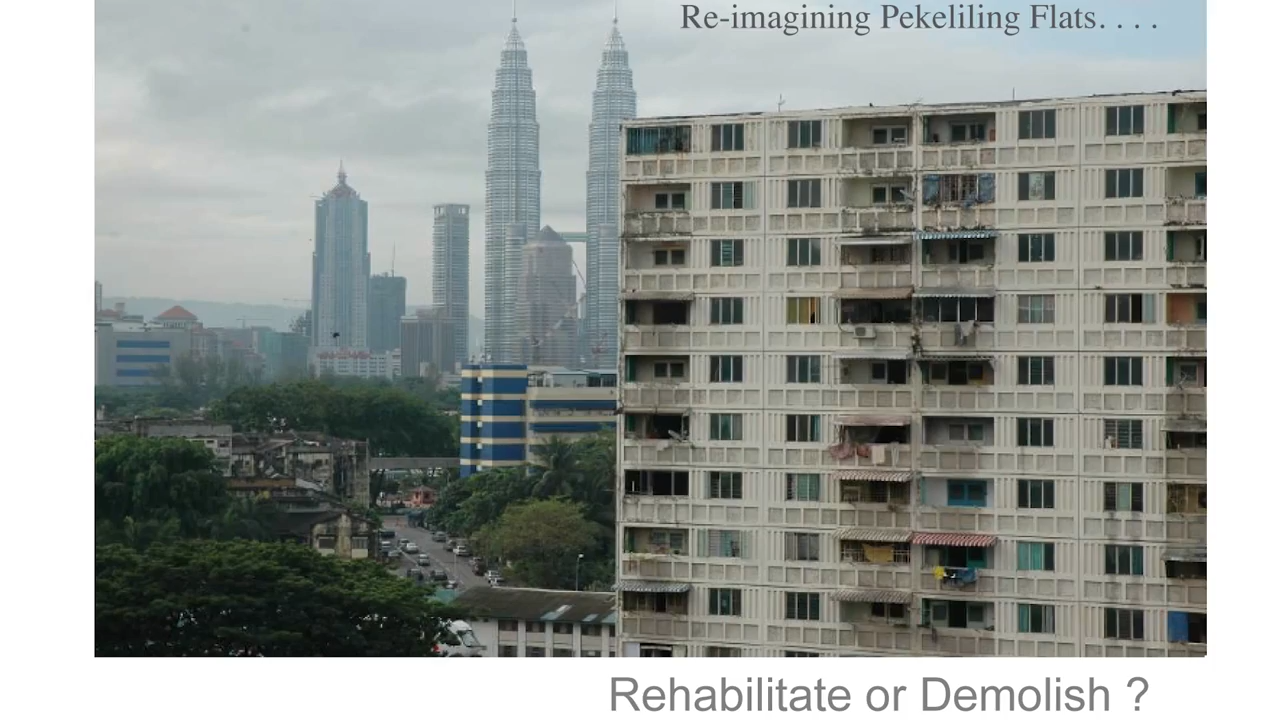 Re-imagining Pekeliling Flats. . . .
Rehabilitate or Demolish ?